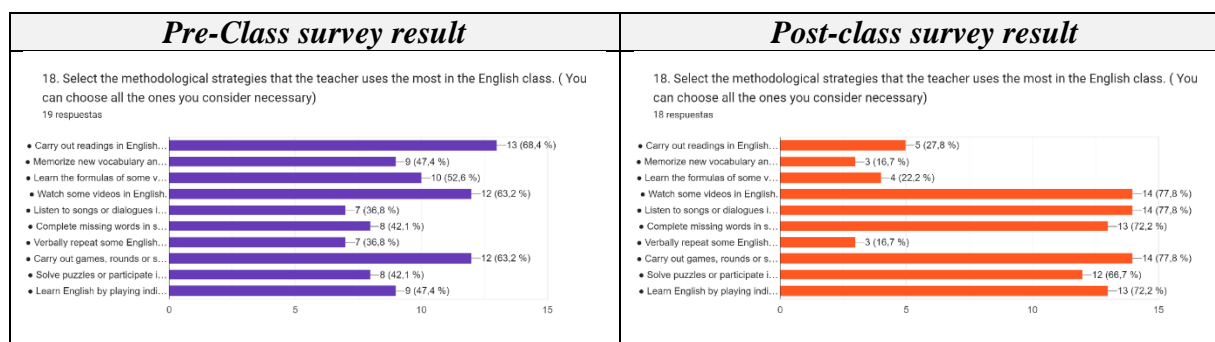 Pre-Class survey result
18. Select the methodological strategies that the teacher uses the most in the English class. ( You
can choose all the ones you consider necessary)
19 respuestas
● Carry out readings in English… 13 (68,4 %)
● Memorize new vocabulary an… 9 (47,4 %)
● Learn the formulas of some v… 10 (52,6 %)
● Watch some videos in English. 12 (63,2 %)
● Listen to songs or dialogues i… 7 (36,8 %)
● Complete missing words in s… 8 (42,1 %)
● Verbally repeat some English… 7 (36,8 %)
● Carry out games, rounds or s… 12 (63,2 %)
● Solve puzzles or participate i… 8 (42,1 %)
● Learn English by playing indi… 9 (47,4 %)
0 5 10 15
Post-class survey result
18. Select the methodological strategies that the teacher uses the most in the English class. ( You
can choose all the ones you consider necessary)
18 respuestas
● Carry out readings in English… 5 (27,8 %)
● Memorize new vocabulary an… 3 (16,7 %)
● Learn the formulas of some v… 4 (22,2 %)
● Watch some videos in English. 14 (77,8 %)
● Listen to songs or dialogues i… 14 (77,8 %)
● Complete missing words in s… 13 (72,2 %)
● Verbally repeat some English… 3 (16,7 %)
● Carry out games, rounds or s… 14 (77,8 %)
● Solve puzzles or participate i… 12 (66,7 %)
● Learn English by playing indi… 13 (72,2 %)
0 5 10 15